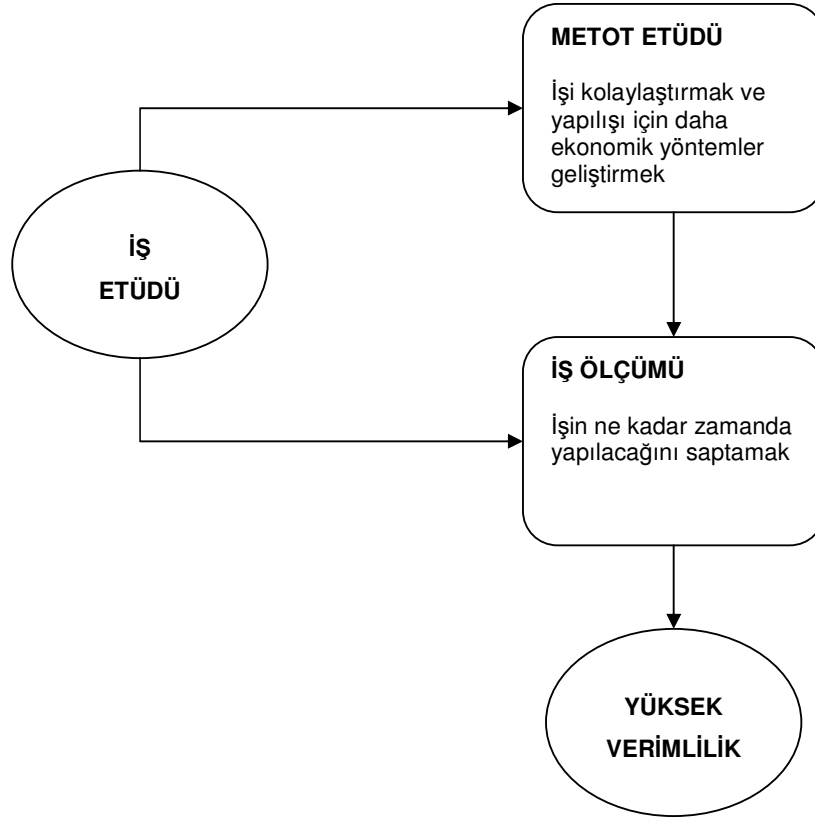 METOT ETÜDÜ
İşi kolaylaştırmak ve
yapılışı için daha
ekonomik yöntemler
geliştirmek
İŞ
ETÜDÜ
İŞ ÖLÇÜMÜ
İşin ne kadar zamanda
yapılacağını saptamak
YÜKSEK
VERİMLİLİK